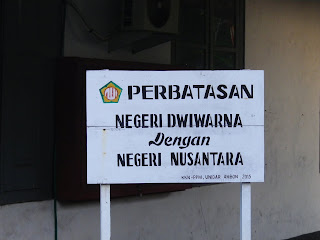 PERBATASAN
NEGERI DWIWARNA
Dengan
NEGERI NUSANTARA